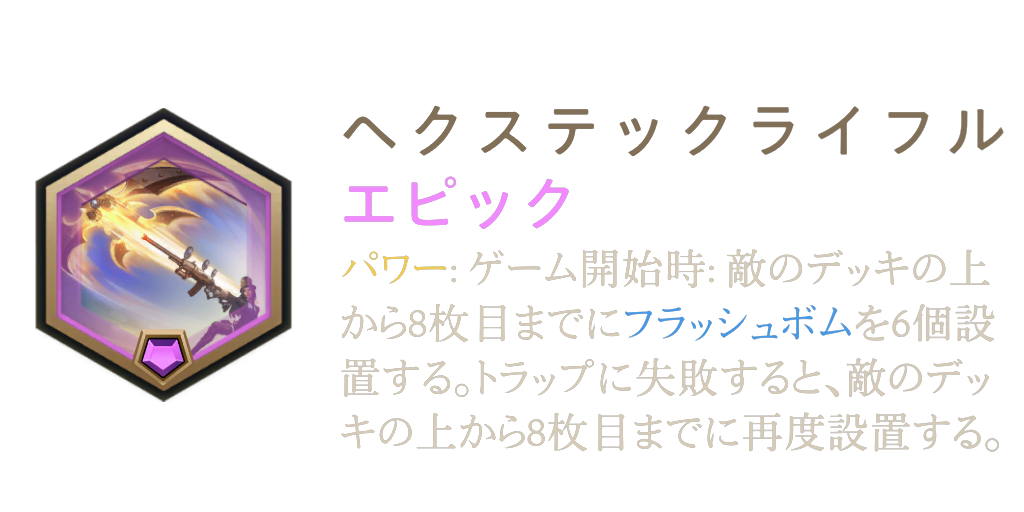 ヘクステックライフル
エピック
パワー: ゲーム開始時: 敵のデッキの上
から8枚目までにフラッシュボムを6個設
置する。トラップに失敗すると、敵のデッ
キの上から8枚目までに再度設置する。